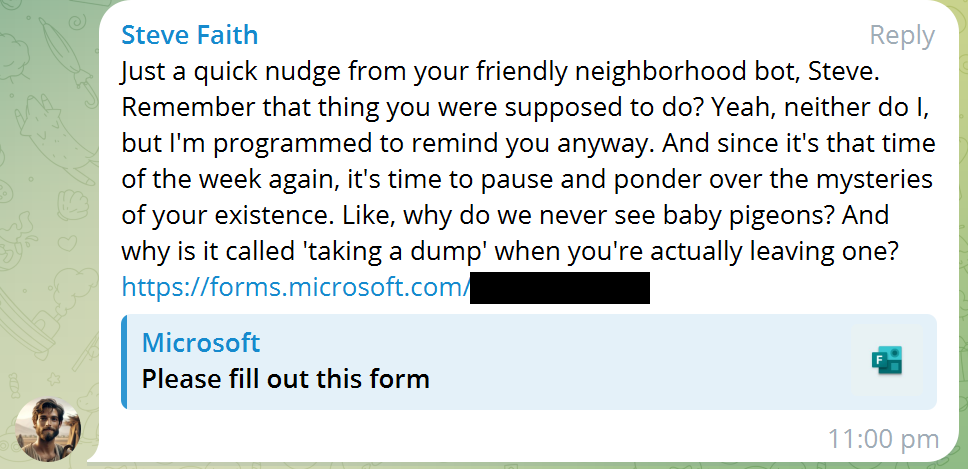 Steve Faith Reply
Just a quick nudge from your friendly neighborhood bot, Steve.
Remember that thing you were supposed to do? Yeah, neither do I,
but I'm programmed to remind you anyway. And since it's that time
of the week again, it's time to pause and ponder over the mysteries
of your existence. Like, why do we never see baby pigeons? And
why is it called 'taking a dump' when you're actually leaving one?
https://forms.microsoft.com/
Microsoft
Please fill out this form
F
11:00 pm